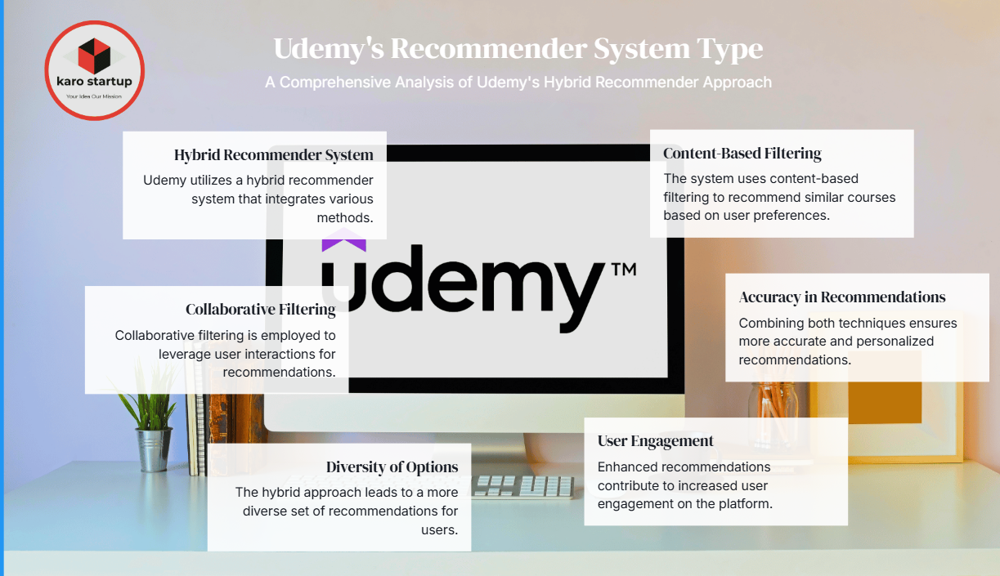 karo startup
Your Idea Our Mission
Udemy's Recommender System Type
A Comprehensive Analysis of Udemy's Hybrid Recommender Approach
Hybrid Recommender System
Udemy utilizes a hybrid recommender
system that integrates various
methods.
Content-Based Filtering
The system uses content-based
filtering to recommend similar courses
based on user preferences.
udemy™
Collaborative Filtering
Collaborative filtering is employed to
leverage user interactions for
recommendations.
Accuracy in Recommendations
Combining both techniques ensures
more accurate and personalized
recommendations.
Diversity of Options
The hybrid approach leads to a more
diverse set of recommendations for
users.
User Engagement
Enhanced recommendations
contribute to increased user
engagement on the platform.